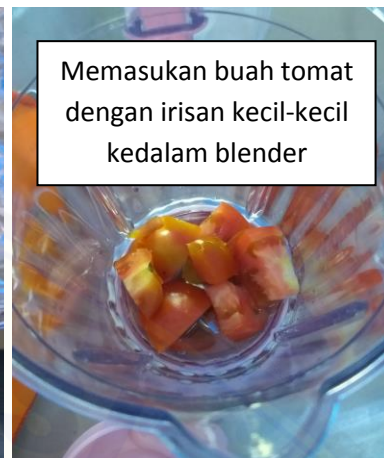 Memasukan buah tomat
dengan irisan kecil-kecil
kedalam blender